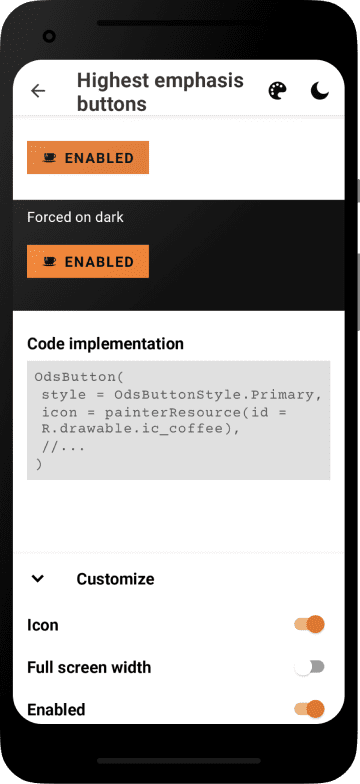 Highest emphasis
buttons
ENABLED
Forced on dark
ENABLED
Code implementation
OdsButton(
style = OdsButtonStyle.Primary,
icon = painterResource(id =
R.drawable.ic_coffee),
//...
)
Customize
Icon
Full screen width
Enabled